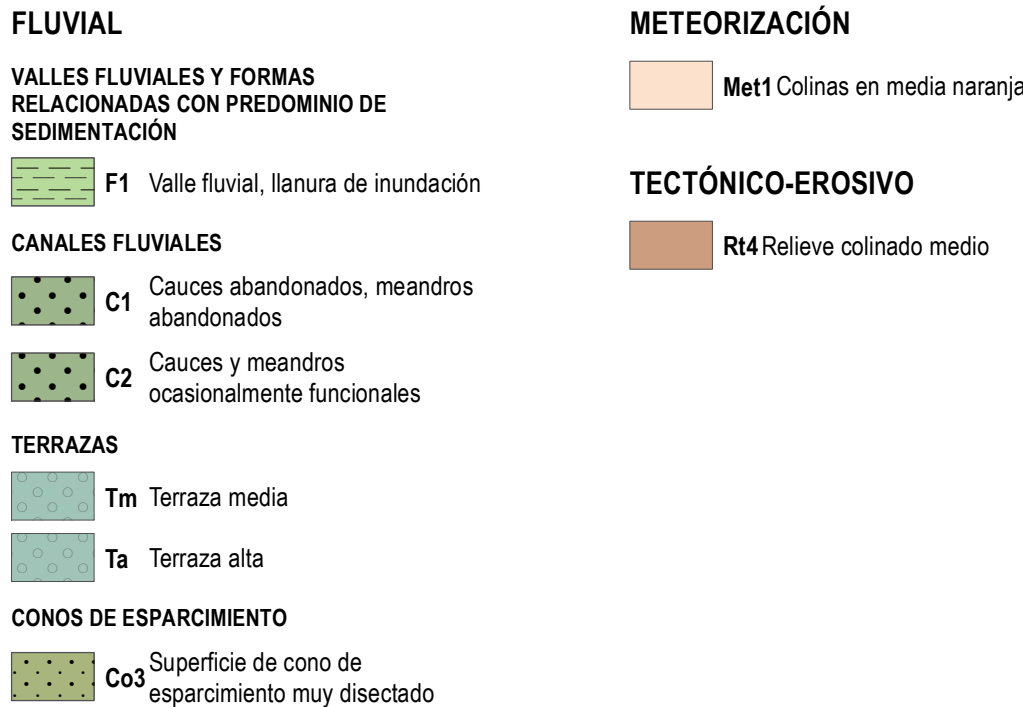 FLUVIAL
VALLES FLUVIALES Y FORMAS
RELACIONADAS CON PREDOMINIO DE
SEDIMENTACIÓN
F1 Valle fluvial, llanura de inundación
CANALES FLUVIALES
C1 Cauces abandonados, meandros
abandonados
C2 Cauces y meandros
ocasionalmente funcionales
TERRAZAS
Tm Terraza media
Ta Terraza alta
CONOS DE ESPARCIMIENTO
Co3 Superficie de cono de
esparcimiento muy disectado
METEORIZACIÓN
Met1 Colinas en media naranja
TECTÓNICO-EROSIVO
Rt4 Relieve colinado medio